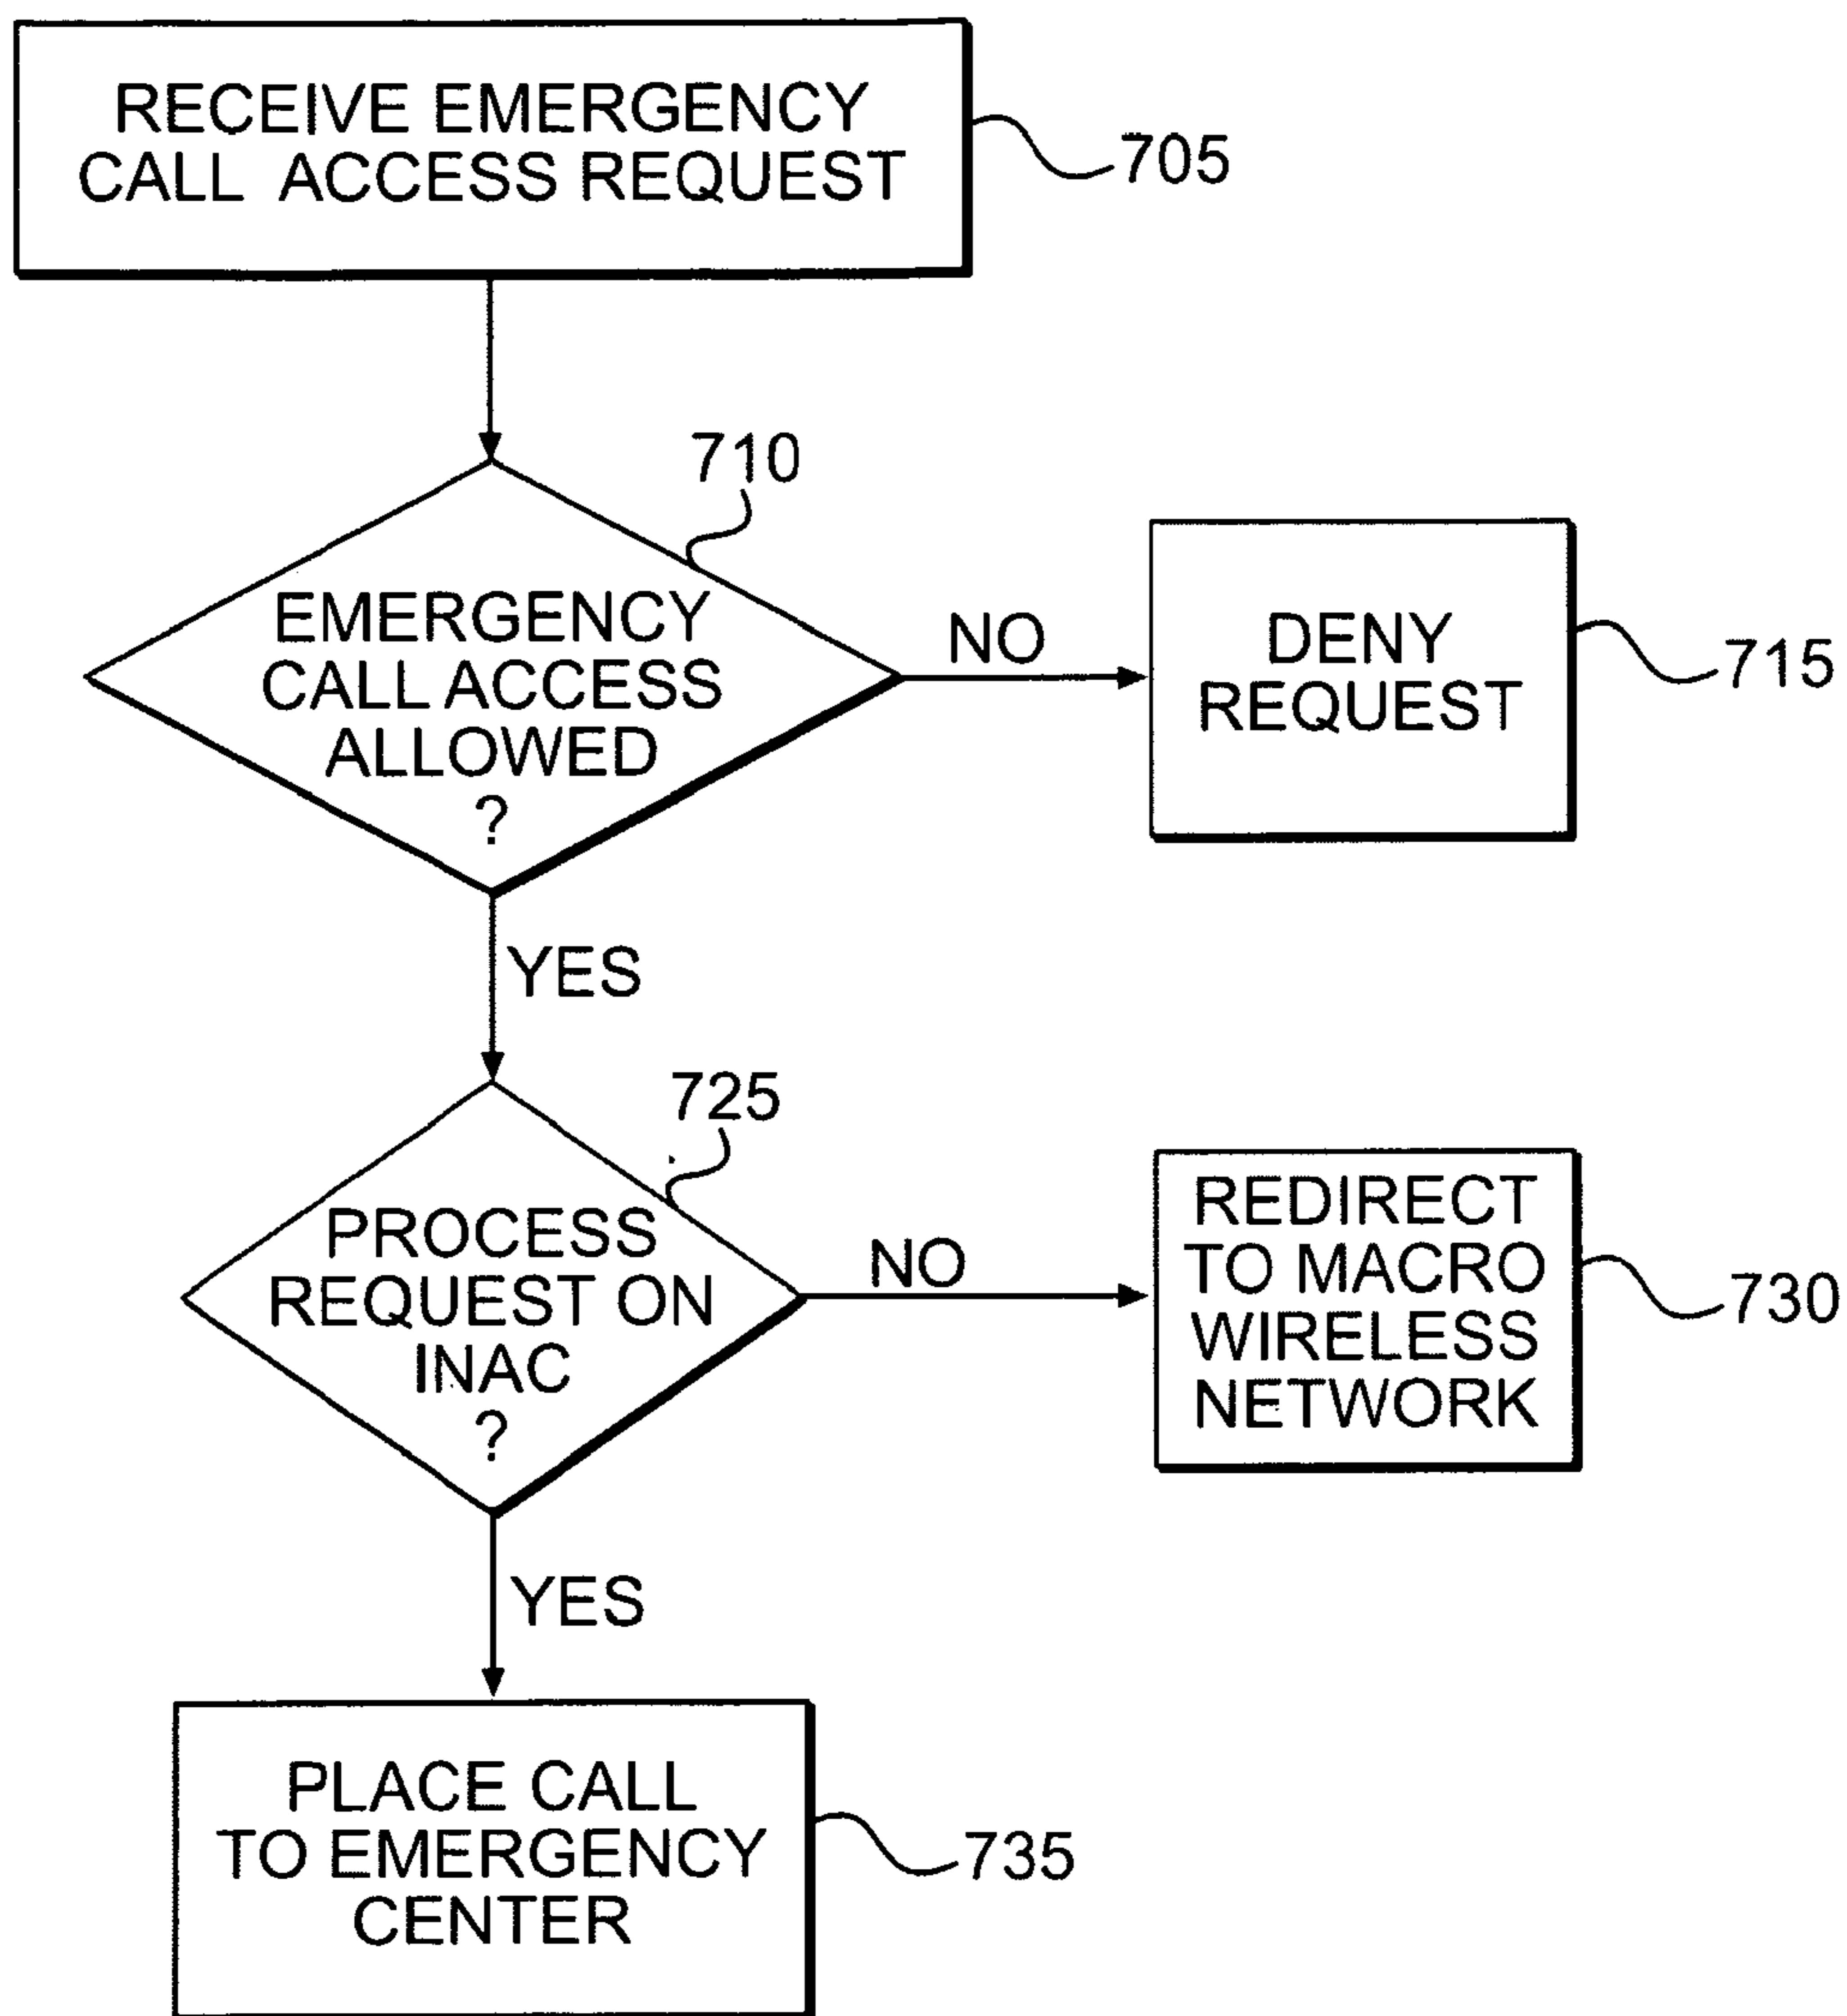 RECEIVE EMERGENCY
CALL ACCESS REQUEST
705
710
EMERGENCY
CALL ACCESS
ALLOWED
?
NO
DENY
REQUEST
715
YES
725
PROCESS
REQUEST ON
INAC
?
NO
REDIRECT
TO MACRO
WIRELESS
NETWORK
730
YES
PLACE CALL
TO EMERGENCY
CENTER
735